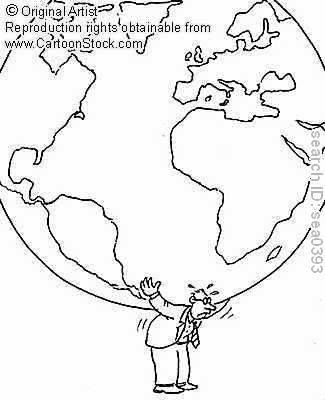 © Original Artist
Reproduction rights obtainable from
www.CartoonStock.com
search ID: sea0393